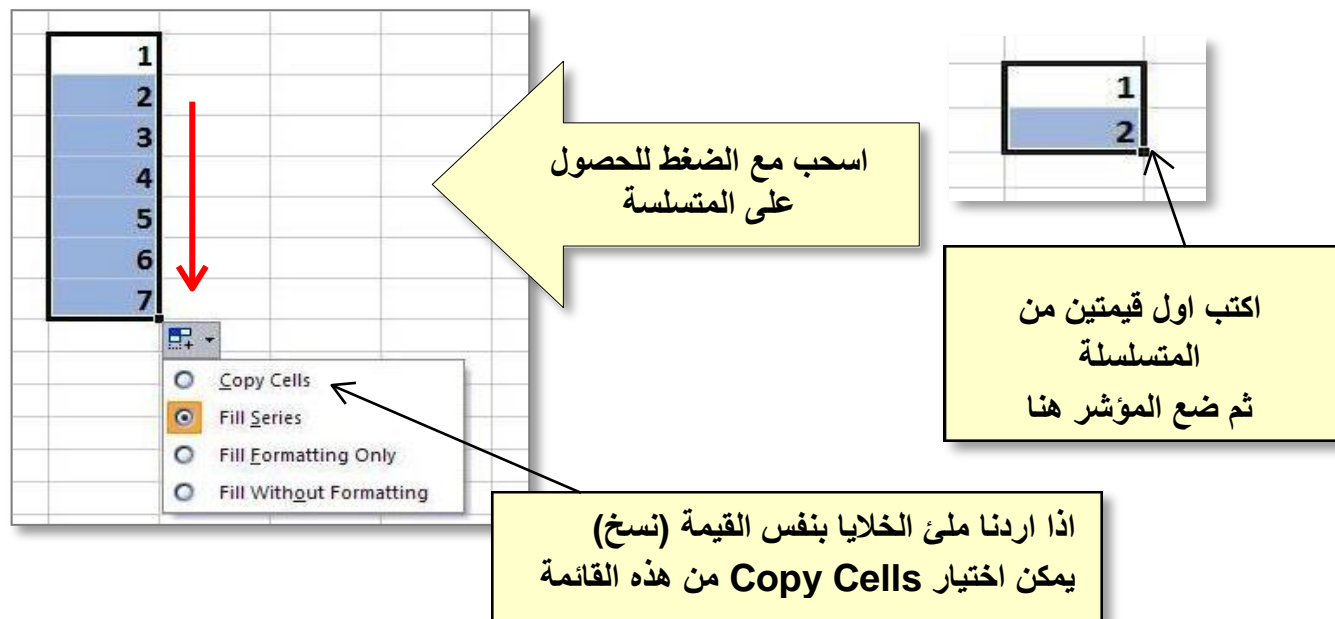 1
2
اكتب اول قيمتين من
المتسلسلة
ثم ضع المؤشر هنا
اسحب مع الضغط للحصول
على المتسلسة
1
2
3
4
5
6
7
Copy Cells
Fill Series
Fill Formatting Only
Fill Without Formatting
اذا اردنا ملئ الخلايا بنفس القيمة (نسخ)
يمكن اختيار Copy Cells من هذه القائمة